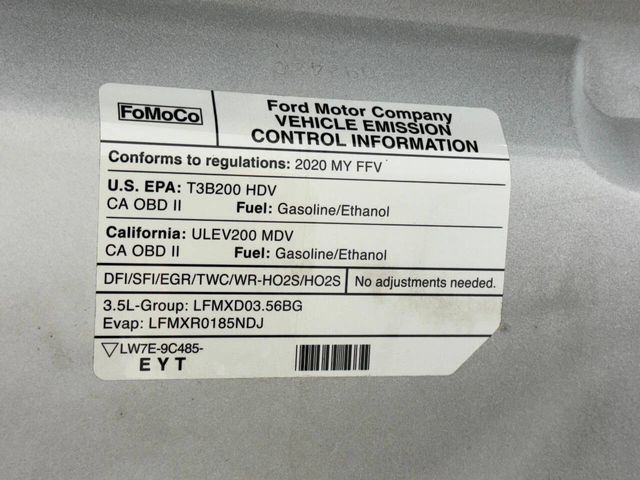 FoMoCo
Ford Motor Company
VEHICLE EMISSION
CONTROL INFORMATION
Conforms to regulations: 2020 MY FFV
U.S. EPA: T3B200 HDV
CA OBD II Fuel: Gasoline/Ethanol
California: ULEV200 MDV
CA OBD II Fuel: Gasoline/Ethanol
DFI/SFI/EGR/TWC/WR-HO2S/HO2S No adjustments needed.
3.5L-Group: LFMXD03.56BG
Evap: LFMXR0185NDJ
▽LW7E-9C485-
EYT